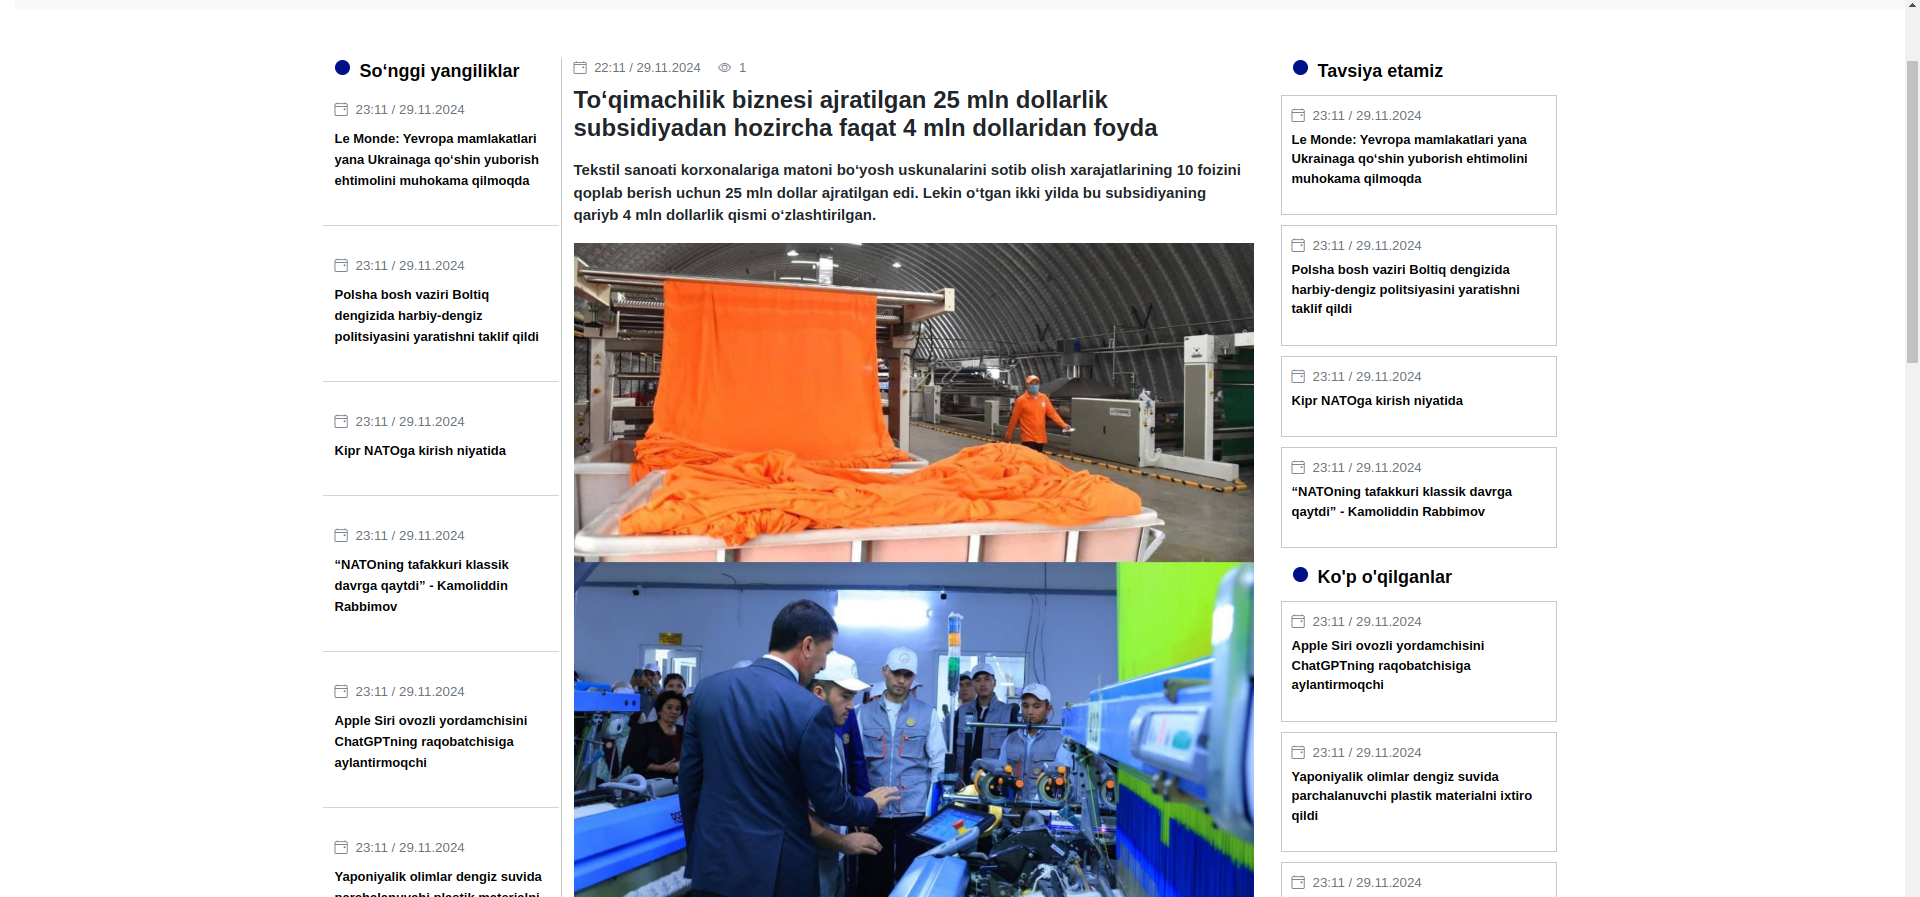 So‘nggi yangiliklar
23:11 / 29.11.2024
Le Monde: Yevropa mamlakatlari
yana Ukrainaga qo‘shin yuborish
ehtimolini muhokama qilmoqda
23:11 / 29.11.2024
Polsha bosh vaziri Boltiq
dengizida harbiy-dengiz
politsiyasini yaratishni taklif qildi
23:11 / 29.11.2024
Kipr NATOga kirish niyatida
23:11 / 29.11.2024
“NATOning tafakkuri klassik
davrga qaytdi” - Kamoliddin
Rabbimov
23:11 / 29.11.2024
Apple Siri ovozli yordamchisini
ChatGPTning raqobatchisiga
aylantirmoqchi
23:11 / 29.11.2024
Yaponiyalik olimlar dengiz suvida
parchalanuvchi plastik materialni
22:11 / 29.11.2024 1
To‘qimachilik biznesi ajratilgan 25 mln dollarlik
subsidiyadan hozircha faqat 4 mln dollaridan foyda
Tekstil sanoati korxonalariga matoni bo‘yosh uskunalarini sotib olish xarajatlarining 10 foizini
qoplab berish uchun 25 mln dollar ajratilgan edi. Lekin o‘tgan ikki yilda bu subsidiyaning
qariyb 4 mln dollarlik qismi o‘zlashtirilgan.
Tavsiya etamiz
23:11 / 29.11.2024
Le Monde: Yevropa mamlakatlari yana
Ukrainaga qo‘shin yuborish ehtimolini
muhokama qilmoqda
23:11 / 29.11.2024
Polsha bosh vaziri Boltiq dengizida
harbiy-dengiz politsiyasini yaratishni
taklif qildi
23:11 / 29.11.2024
Kipr NATOga kirish niyatida
23:11 / 29.11.2024
“NATOning tafakkuri klassik davrga
qaytdi” - Kamoliddin Rabbimov
Ko'p o'qilganlar
23:11 / 29.11.2024
Apple Siri ovozli yordamchisini
ChatGPTning raqobatchisiga
aylantirmoqchi
23:11 / 29.11.2024
Yaponiyalik olimlar dengiz suvida
parchalanuvchi plastik materialni ixtiro
qildi
23:11 / 29.11.2024